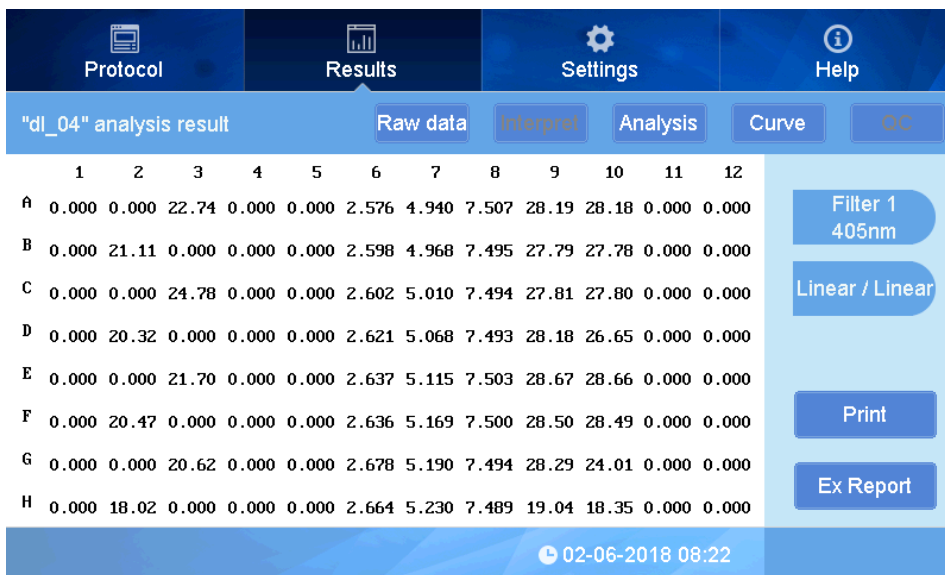 Protocol Results Settings Help
"dl_04" analysis result Raw data Interpret Analysis Curve QC
1 2 3 4 5 6 7 8 9 10 11 12
A 0.000 0.000 22.74 0.000 0.000 2.576 4.940 7.507 28.19 28.18 0.000 0.000
B 0.000 21.11 0.000 0.000 0.000 2.598 4.968 7.495 27.79 27.78 0.000 0.000
C 0.000 0.000 24.78 0.000 0.000 2.602 5.010 7.494 27.81 27.80 0.000 0.000
D 0.000 20.32 0.000 0.000 0.000 2.621 5.068 7.493 28.18 26.65 0.000 0.000
E 0.000 0.000 21.70 0.000 0.000 2.637 5.115 7.503 28.67 28.66 0.000 0.000
F 0.000 20.47 0.000 0.000 0.000 2.636 5.169 7.500 28.50 28.49 0.000 0.000
G 0.000 0.000 20.62 0.000 0.000 2.678 5.190 7.494 28.29 24.01 0.000 0.000
H 0.000 18.02 0.000 0.000 0.000 2.664 5.230 7.489 19.04 18.35 0.000 0.000
Filter 1
405nm
Linear / Linear
Print
Ex Report
02-06-2018 08:22